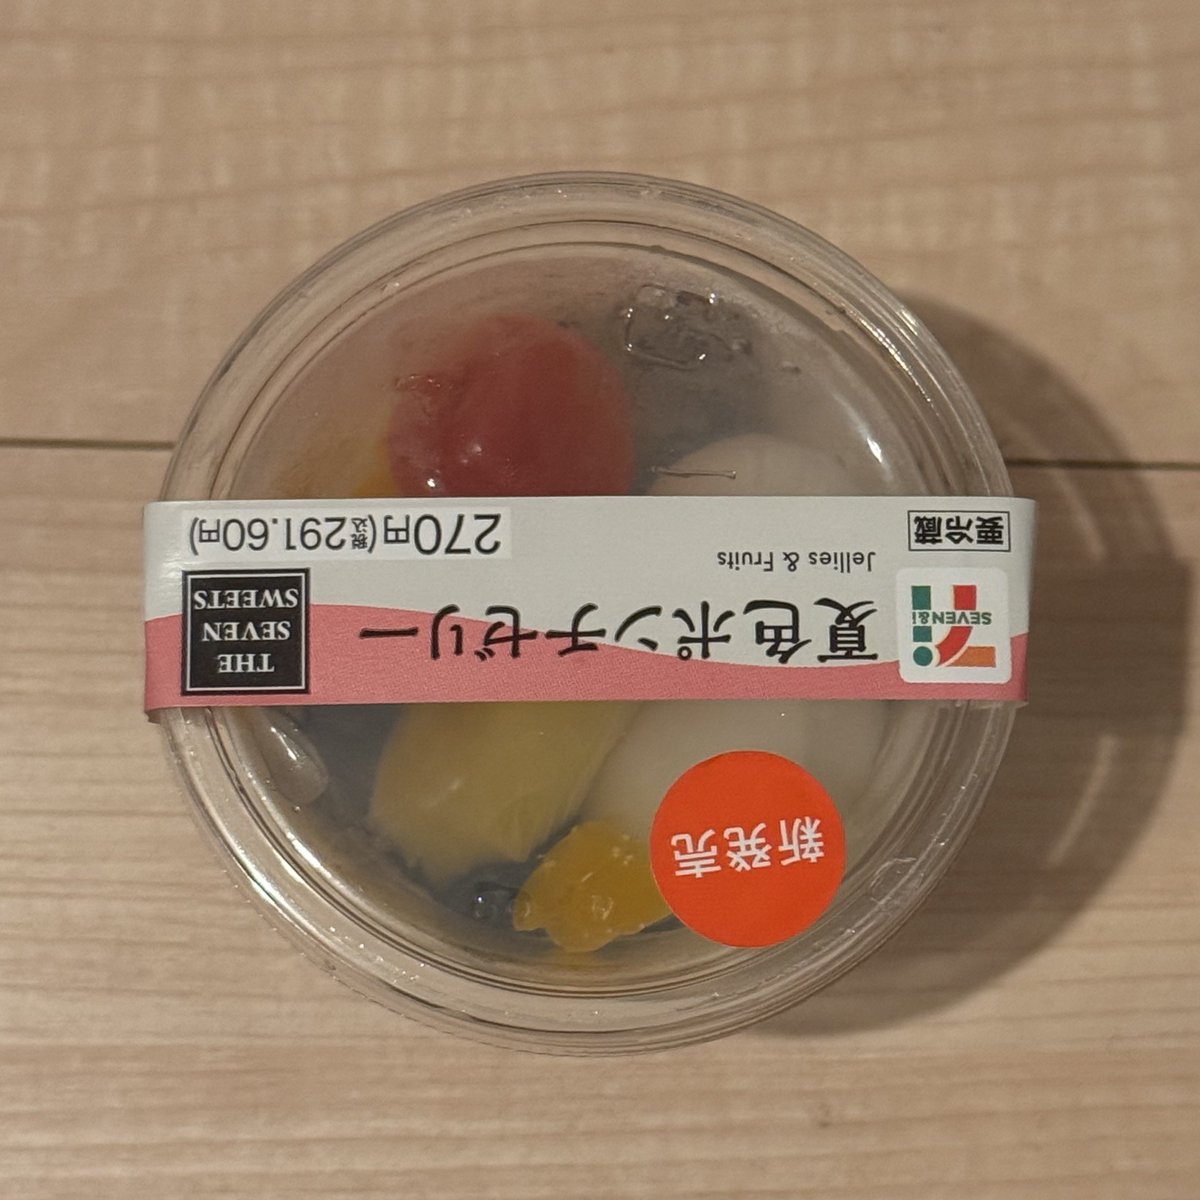 新発売
SEVEN&i
夏色ポンチゼリー
Jellies & Fruits
要冷蔵
THE
SEVEN
SWEETS
270円(税込291.60円)